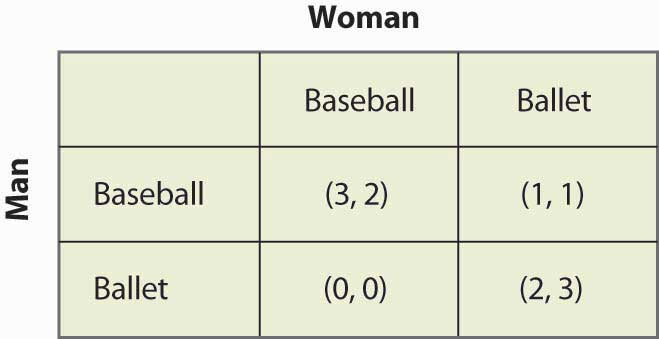 Woman
Baseball Ballet
Man
Baseball (3, 2) (1, 1)
Ballet (0, 0) (2, 3)